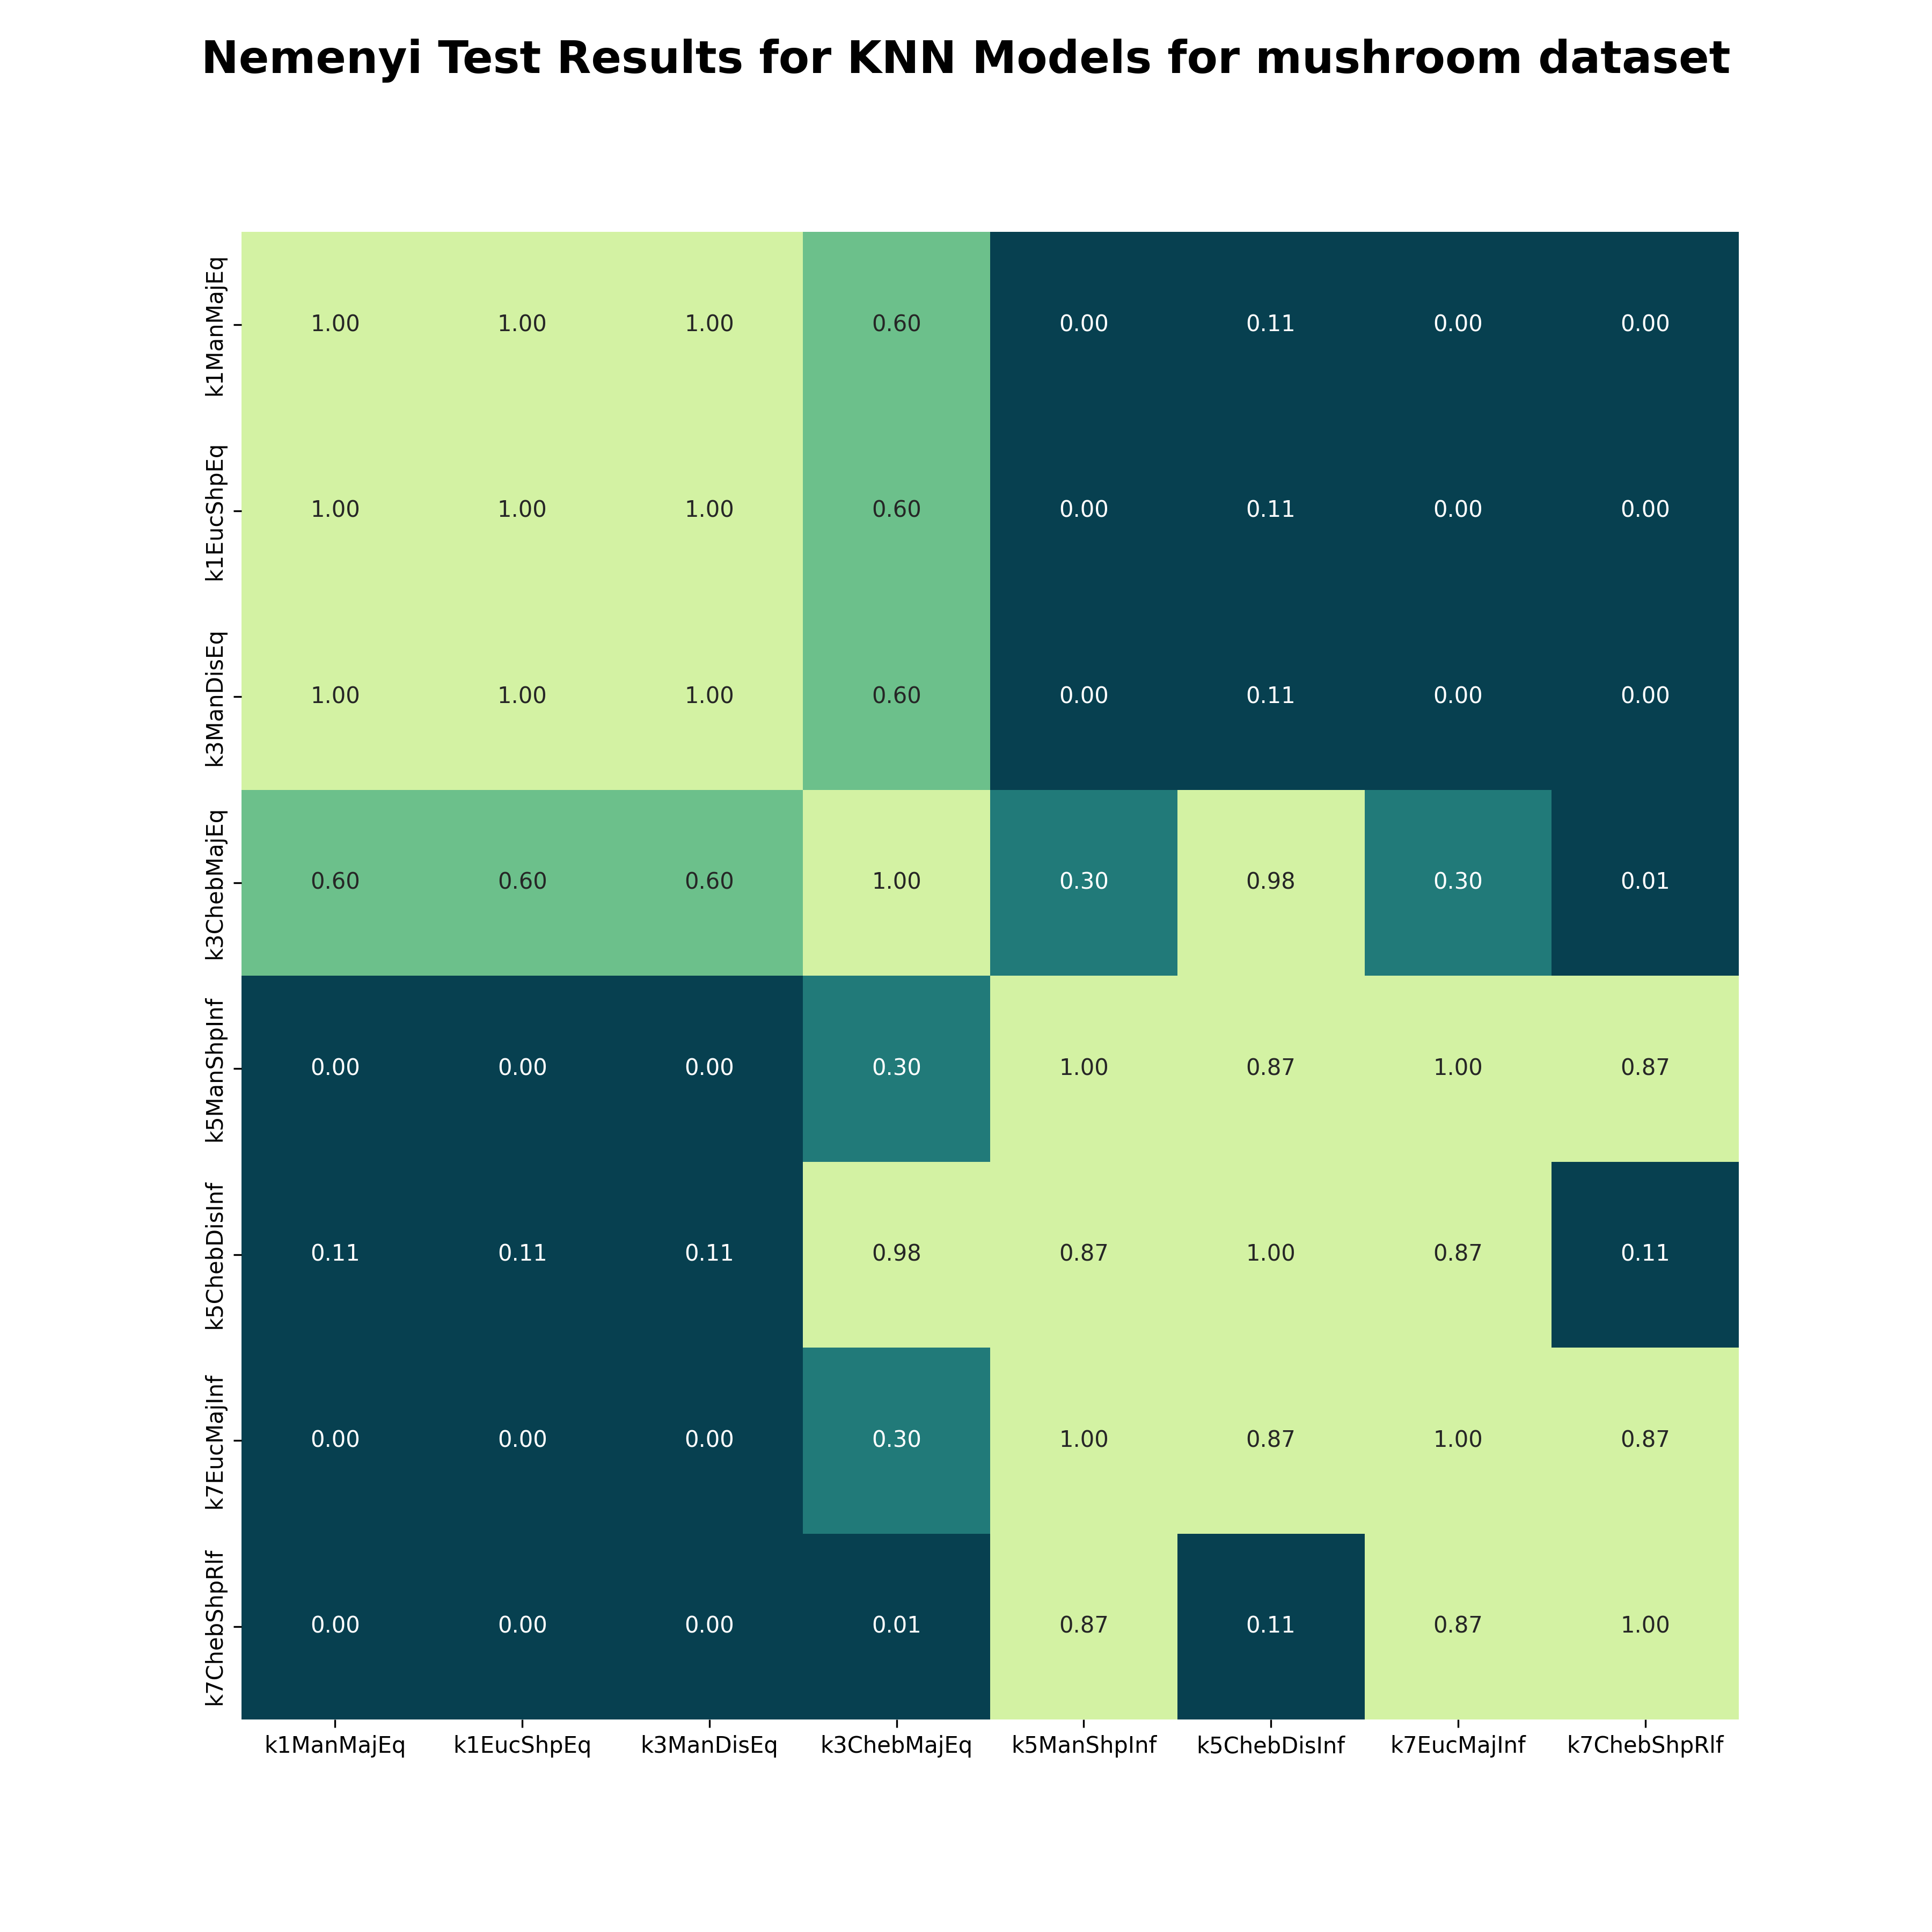 Nemenyi Test Results for KNN Models for mushroom dataset
k1ManMajEq 1.00 1.00 1.00 0.60 0.00 0.11 0.00 0.00
k1EucShpEq 1.00 1.00 1.00 0.60 0.00 0.11 0.00 0.00
k3ManDisEq 1.00 1.00 1.00 0.60 0.00 0.11 0.00 0.00
k3ChebMajEq 0.60 0.60 0.60 1.00 0.30 0.98 0.30 0.01
k5ManShpInf 0.00 0.00 0.00 0.30 1.00 0.87 1.00 0.87
k5ChebDisInf 0.11 0.11 0.11 0.98 0.87 1.00 0.87 0.11
k7EucMajInf 0.00 0.00 0.00 0.30 1.00 0.87 1.00 0.87
k7ChebShpRlf 0.00 0.00 0.00 0.01 0.87 0.11 0.87 1.00
k1ManMajEq k1EucShpEq k3ManDisEq k3ChebMajEq k5ManShpInf k5ChebDisInf k7EucMajInf k7ChebShpRlf